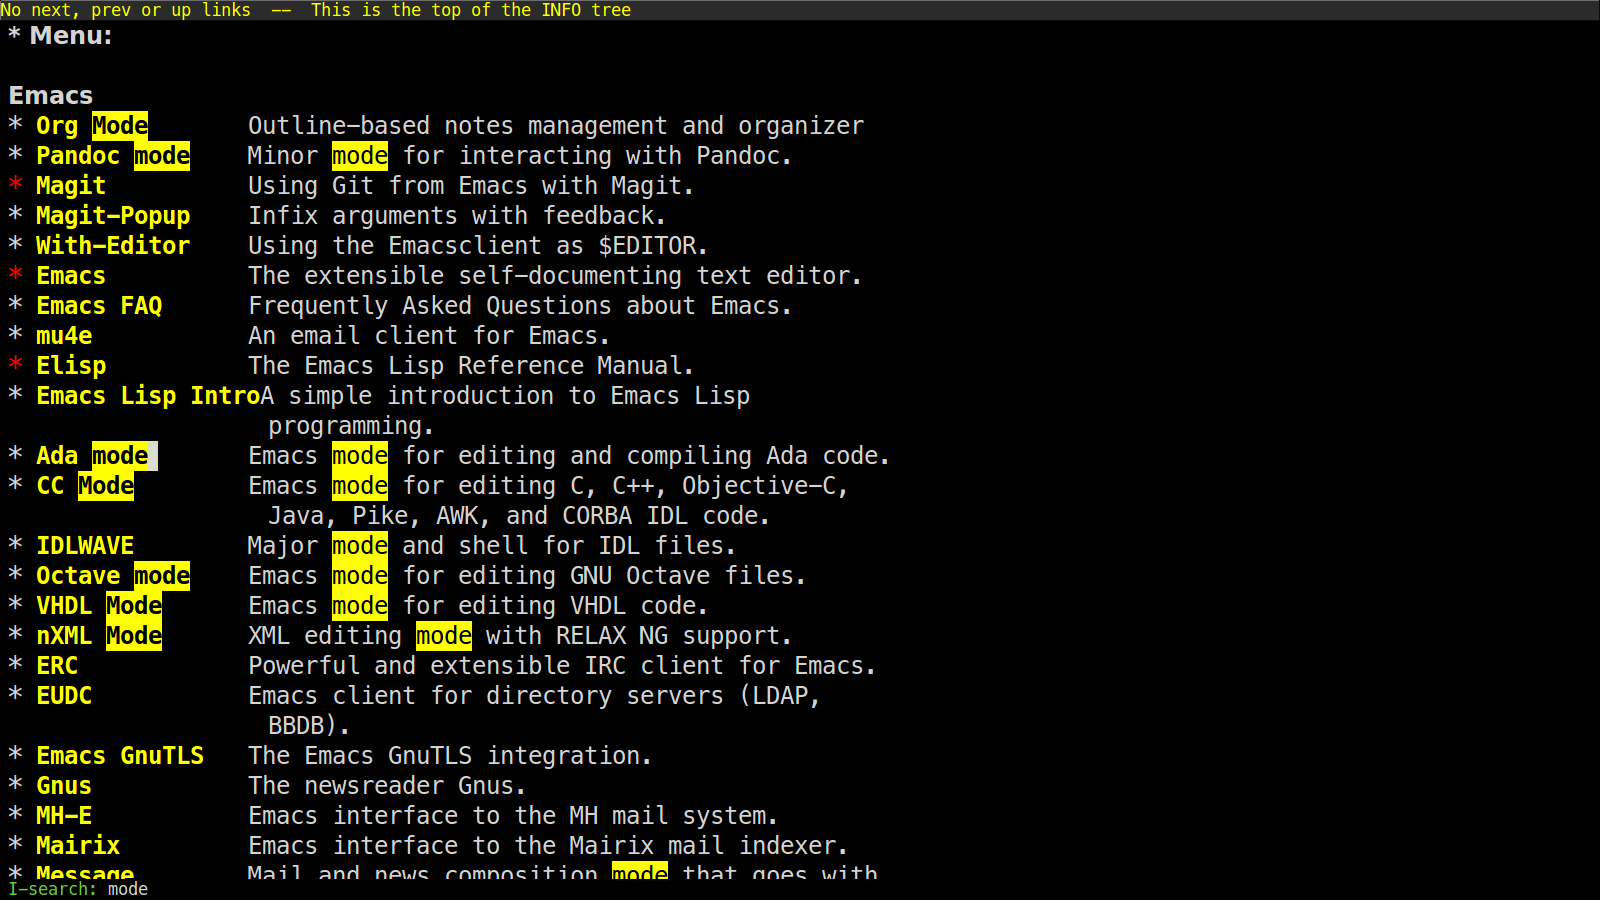 No next, prev or up links -- This is the top of the INFO tree
* Menu:
Emacs
* Org Mode Outline-based notes management and organizer
* Pandoc mode Minor mode for interacting with Pandoc.
* Magit Using Git from Emacs with Magit.
* Magit-Popup Infix arguments with feedback.
* With-Editor Using the Emacsclient as $EDITOR.
* Emacs The extensible self-documenting text editor.
* Emacs FAQ Frequently Asked Questions about Emacs.
* mu4e An email client for Emacs.
* Elisp The Emacs Lisp Reference Manual.
* Emacs Lisp IntroA simple introduction to Emacs Lisp
programming.
* Ada mode Emacs mode for editing and compiling Ada code.
* CC Mode Emacs mode for editing C, C++, Objective-C,
Java, Pike, AWK, and CORBA IDL code.
* IDLWAVE Major mode and shell for IDL files.
* Octave mode Emacs mode for editing GNU Octave files.
* VHDL Mode Emacs mode for editing VHDL code.
* nXML Mode XML editing mode with RELAX NG support.
* ERC Powerful and extensible IRC client for Emacs.
* EUDC Emacs client for directory servers (LDAP,
BBDB).
* Emacs GnuTLS The Emacs GnuTLS integration.
* Gnus The newsreader Gnus.
* MH-E Emacs interface to the MH mail system.
* Mairix Emacs interface to the Mairix mail indexer.
* Message Mail and news composition mode that goes with
I-search: mode